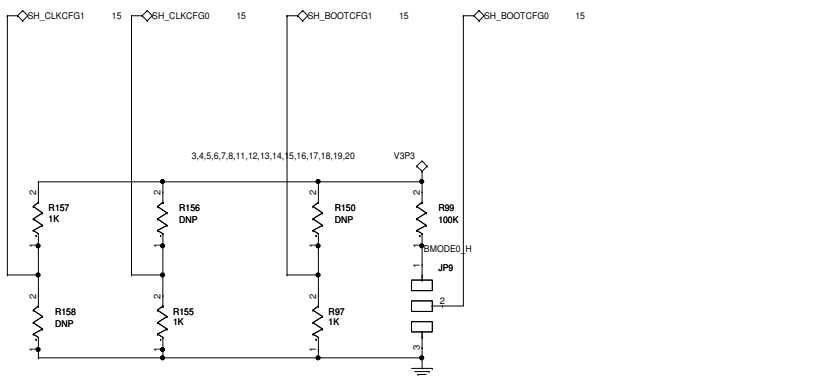 SH_CLKCFG1 15 SH_CLKCFG0 15 SH_BOOTCFG1 15 SH_BOOTCFG0 15
3,4,5,6,7,8,11,12,13,14,15,16,17,18,19,20 V3P3
2 2 2 2
R157 R156 R150 R99
1K DNP DNP 100K
1 1 1 1
BMODE0_H
1 JP9
2 2 2 2
R158 R155 R97
DNP 1K 1K
1 1 1 3